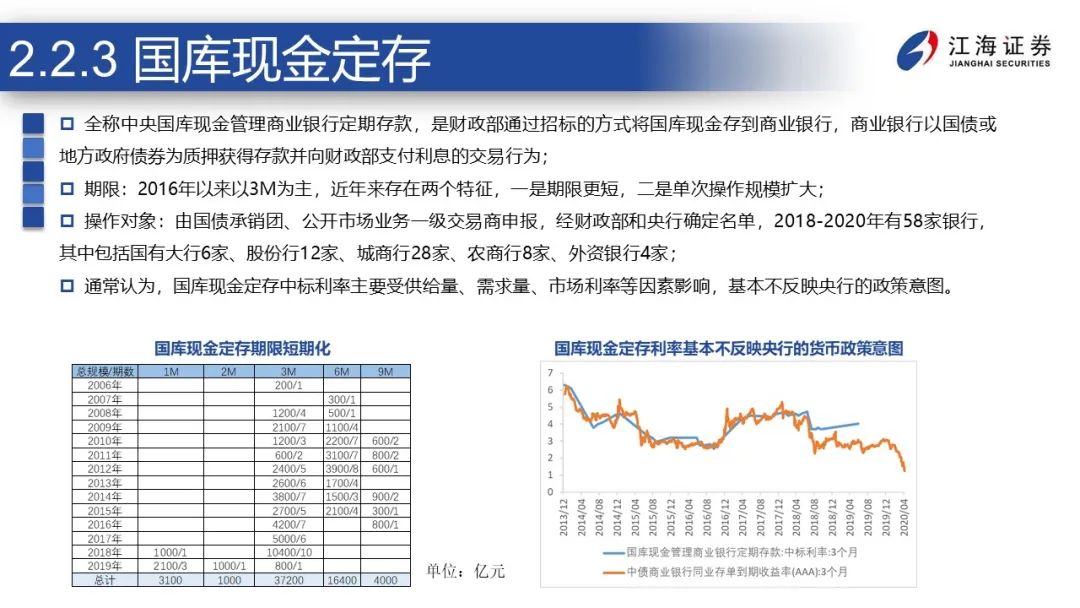 2.2.3 国库现金定存
江海证券
JIANGHAI SECURITIES
全称中央国库现金管理商业银行定期存款，是财政部通过招标的方式将国库现金存到商业银行，商业银行以国债或
地方政府债券为质押获得存款并向财政部支付利息的交易行为；
期限：2016年以来以3M为主，近年来存在两个特征，一是期限更短，二是单次操作规模扩大；
操作对象：由国债承销团、公开市场业务一级交易商申报，经财政部和央行确定名单，2018-2020年有58家银行，
其中包括国有大行6家、股份行12家、城商行28家、农商行8家、外资银行4家；
通常认为，国库现金定存中标利率主要受供给量、需求量、市场利率等因素影响，基本不反映央行的政策意图。
国库现金定存期限短期化
总规模/期数 1M 2M 3M 6M 9M
2006年 200/1
2007年 300/1
2008年 1200/4 500/1
2009年 2100/7 1100/4
2010年 1200/3 2200/7 600/2
2011年 600/2 3100/7 800/2
2012年 2400/5 3900/8 600/1
2013年 2600/6 1700/4
2014年 3800/7 1500/3 900/2
2015年 2700/5 2100/4 300/1
2016年 4200/7 800/1
2017年 5000/6
2018年 1000/1 10400/10
2019年 2100/3 1000/1 800/1
总计 3100 1000 37200 16400 4000
单位：亿元
国库现金定存利率基本不反映央行的货币政策意图
7
6
5
4
3
2
1
0
2013/12 2014/04 2014/08 2014/12 2015/04 2015/08 2015/12 2016/04 2016/08 2016/12 2017/04 2017/08 2017/12 2018/04 2018/08 2018/12 2019/04 2019/08 2019/12 2020/04
国库现金管理商业银行定期存款:中标利率:3个月
中债商业银行同业存单到期收益率(AAA):3个月